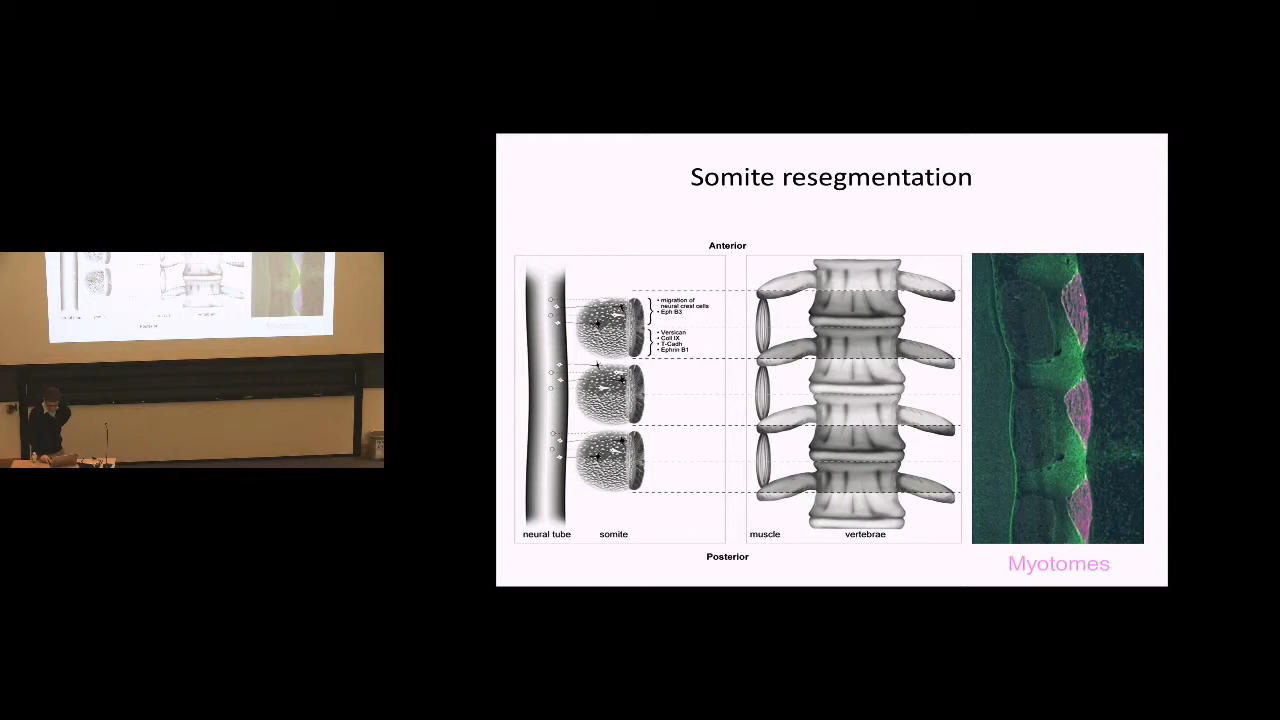 Somite resegmentation
Anterior
• migration of
neural crest cells
• Eph B3
• Versican
• Coll IX
• T-Cadh
• Ephrin B1
neural tube
somite
muscle
vertebrae
Posterior
Myotomes